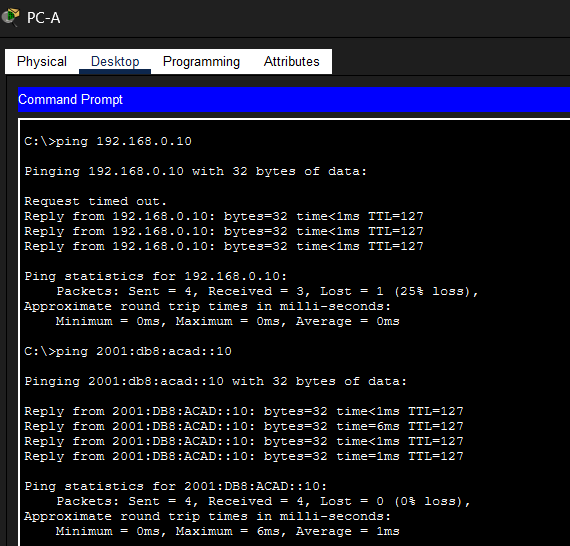 PC-A
Physical Desktop Programming Attributes
Command Prompt
C:\>ping 192.168.0.10
Pinging 192.168.0.10 with 32 bytes of data:
Request timed out.
Reply from 192.168.0.10: bytes=32 time<1ms TTL=127
Reply from 192.168.0.10: bytes=32 time<1ms TTL=127
Reply from 192.168.0.10: bytes=32 time<1ms TTL=127
Ping statistics for 192.168.0.10:
Packets: Sent = 4, Received = 3, Lost = 1 (25% loss),
Approximate round trip times in milli-seconds:
Minimum = 0ms, Maximum = 0ms, Average = 0ms
C:\>ping 2001:db8:acad::10
Pinging 2001:db8:acad::10 with 32 bytes of data:
Reply from 2001:DB8:ACAD::10: bytes=32 time<1ms TTL=127
Reply from 2001:DB8:ACAD::10: bytes=32 time=6ms TTL=127
Reply from 2001:DB8:ACAD::10: bytes=32 time<1ms TTL=127
Reply from 2001:DB8:ACAD::10: bytes=32 time=1ms TTL=127
Ping statistics for 2001:DB8:ACAD::10:
Packets: Sent = 4, Received = 4, Lost = 0 (0% loss),
Approximate round trip times in milli-seconds:
Minimum = 0ms, Maximum = 6ms, Average = 1ms